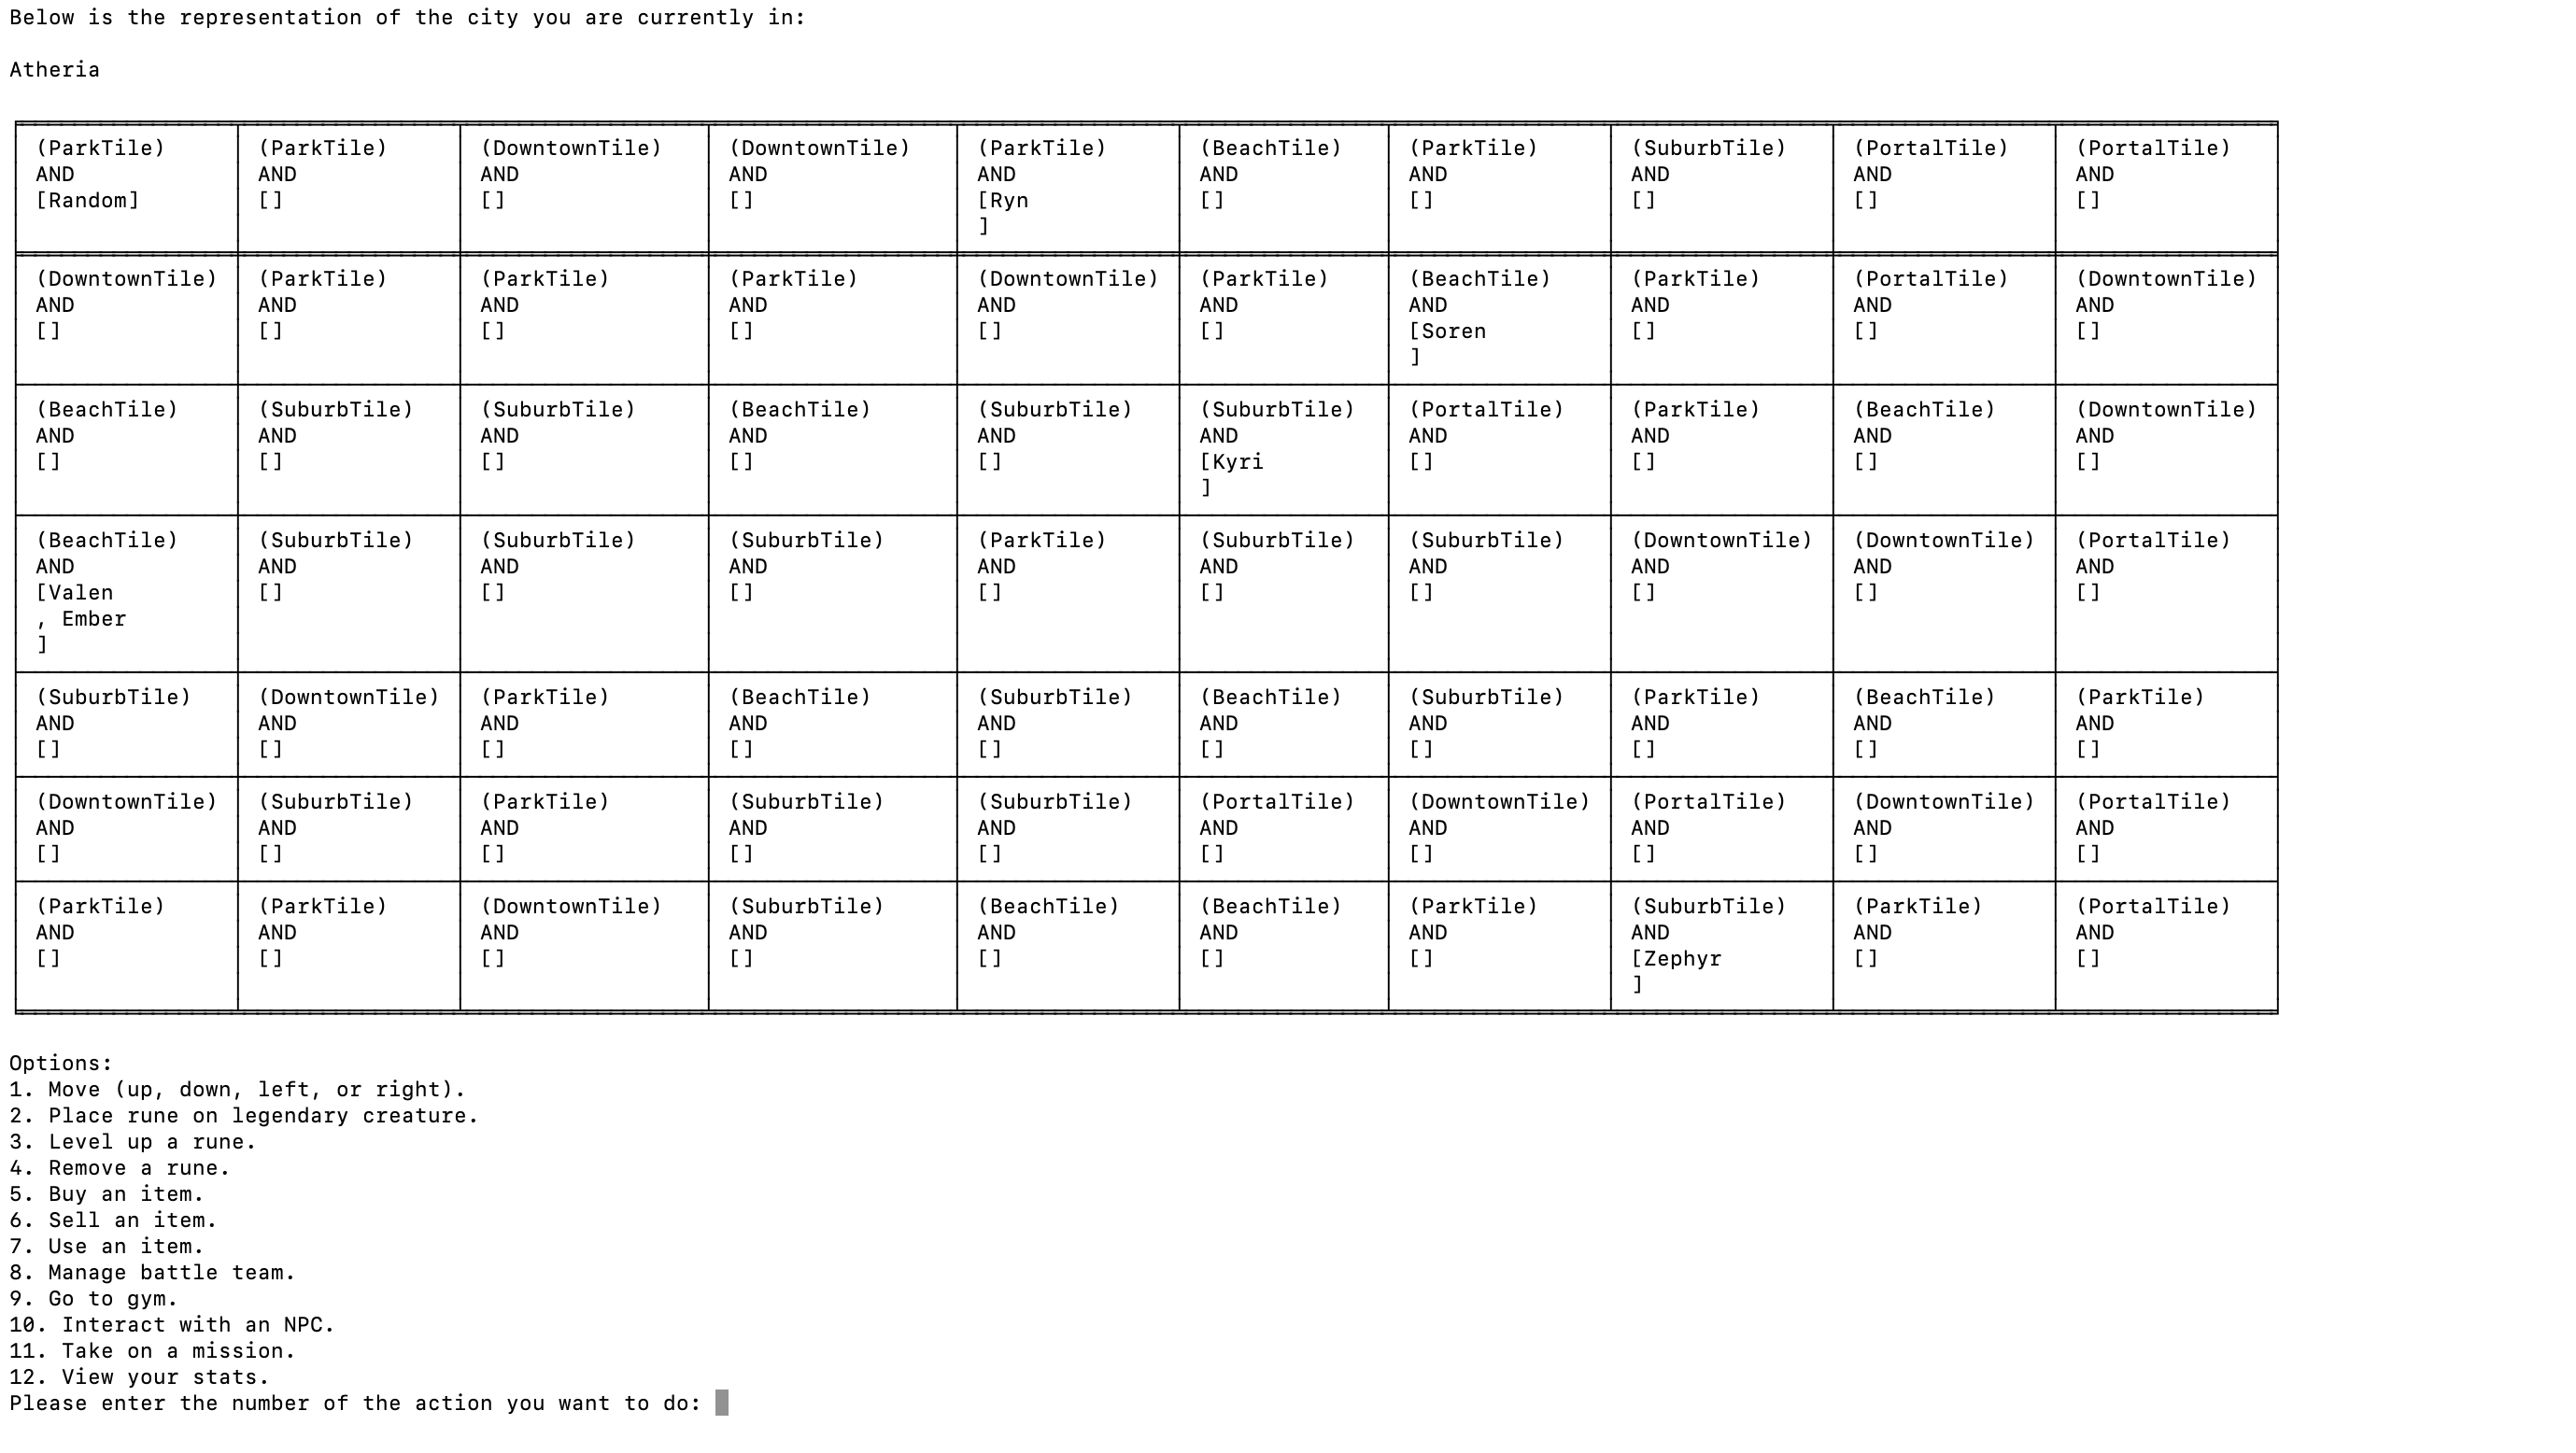 Below is the representation of the city you are currently in:
Atheria
(ParkTile) (ParkTile) (DowntownTile) (DowntownTile) (ParkTile) (BeachTile) (ParkTile) (SuburbTile) (PortalTile) (PortalTile)
AND AND AND AND AND AND AND AND AND AND
[Random] [] [] [] [Ryn [] [] [] [] []
]
(DowntownTile) (ParkTile) (ParkTile) (ParkTile) (DowntownTile) (ParkTile) (BeachTile) (ParkTile) (PortalTile) (DowntownTile)
AND AND AND AND AND AND AND AND AND AND
[] [] [] [] [] [] [Soren [] [] []
]
(BeachTile) (SuburbTile) (SuburbTile) (BeachTile) (SuburbTile) (SuburbTile) (PortalTile) (ParkTile) (BeachTile) (DowntownTile)
AND AND AND AND AND AND AND AND AND AND
[] [] [] [] [] [Kyri [] [] [] []
]
(BeachTile) (SuburbTile) (SuburbTile) (SuburbTile) (ParkTile) (SuburbTile) (SuburbTile) (DowntownTile) (DowntownTile) (PortalTile)
AND AND AND AND AND AND AND AND AND AND
[Valen [] [] [] [] [] [] [] [] []
, Ember
]
(SuburbTile) (DowntownTile) (ParkTile) (BeachTile) (SuburbTile) (BeachTile) (SuburbTile) (ParkTile) (BeachTile) (ParkTile)
AND AND AND AND AND AND AND AND AND AND
[] [] [] [] [] [] [] [] [] []
(DowntownTile) (SuburbTile) (ParkTile) (SuburbTile) (SuburbTile) (PortalTile) (DowntownTile) (PortalTile) (DowntownTile) (PortalTile)
AND AND AND AND AND AND AND AND AND AND
[] [] [] [] [] [] [] [] [] []
(ParkTile) (ParkTile) (DowntownTile) (SuburbTile) (BeachTile) (BeachTile) (ParkTile) (SuburbTile) (ParkTile) (PortalTile)
AND AND AND AND AND AND AND AND AND AND
[] [] [] [] [] [] [] [Zephyr [] []
]
Options:
1. Move (up, down, left, or right).
2. Place rune on legendary creature.
3. Level up a rune.
4. Remove a rune.
5. Buy an item.
6. Sell an item.
7. Use an item.
8. Manage battle team.
9. Go to gym.
10. Interact with an NPC.
11. Take on a mission.
12. View your stats.
Please enter the number of the action you want to do: